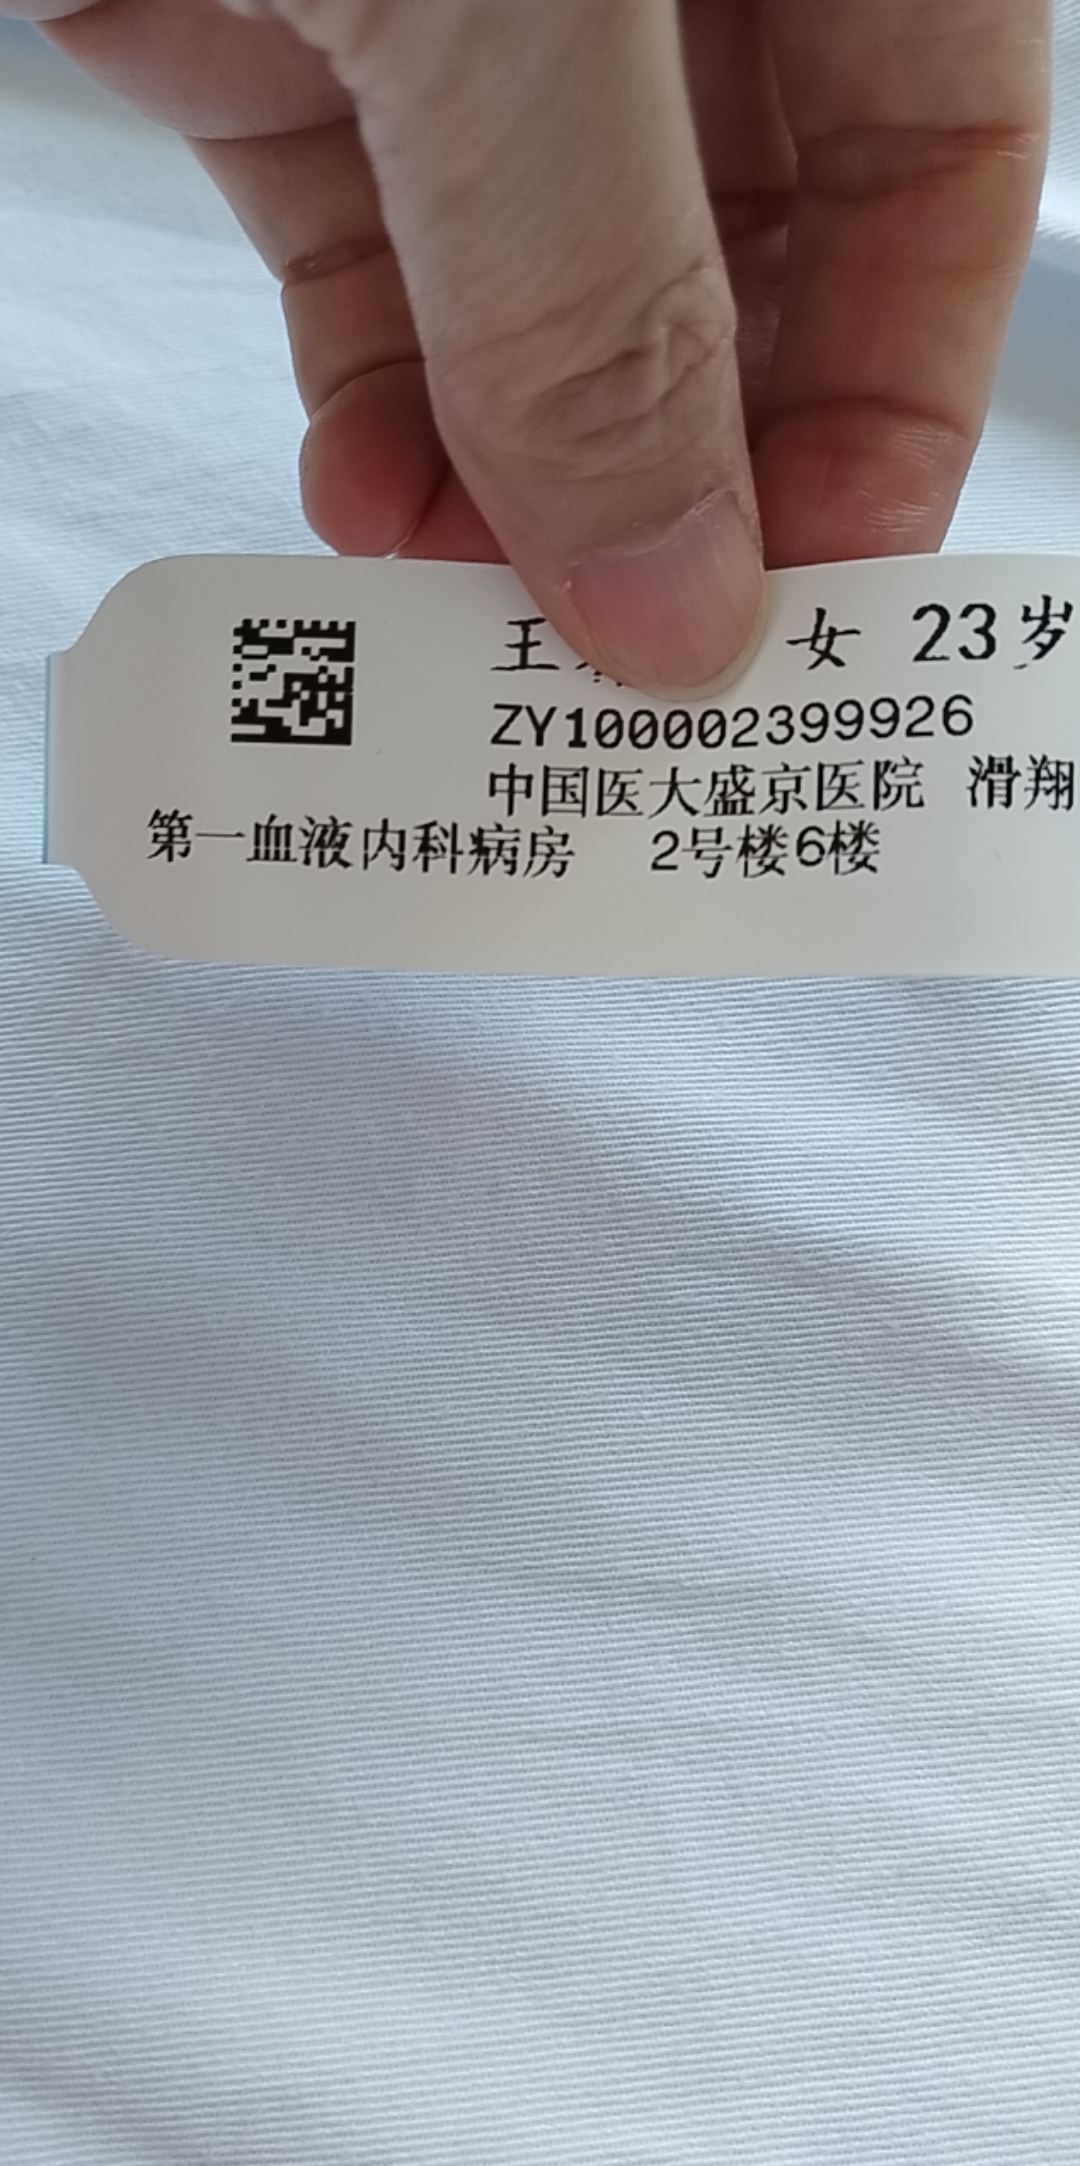 王 女 23岁
ZY100002399926
中国医大盛京医院 滑翔
第一血液内科病房 2号楼6楼